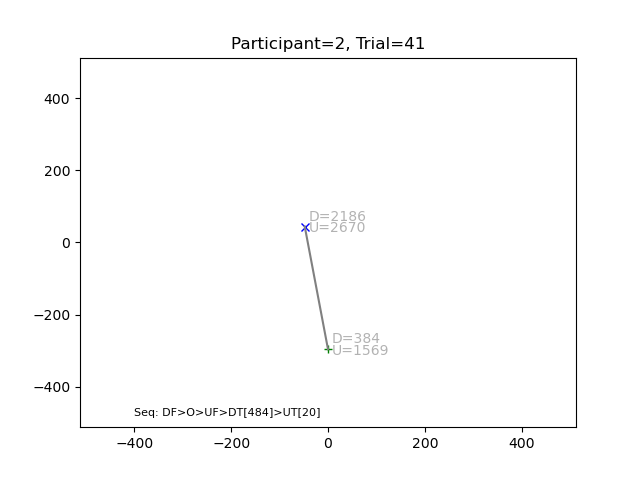 Participant=2, Trial=41
400
200
0
−200
−400
D=2186
U=2670
D=384
U=1569
Seq: DF>O>UF>DT[484]>UT[20]
−400
−200
0
200
400